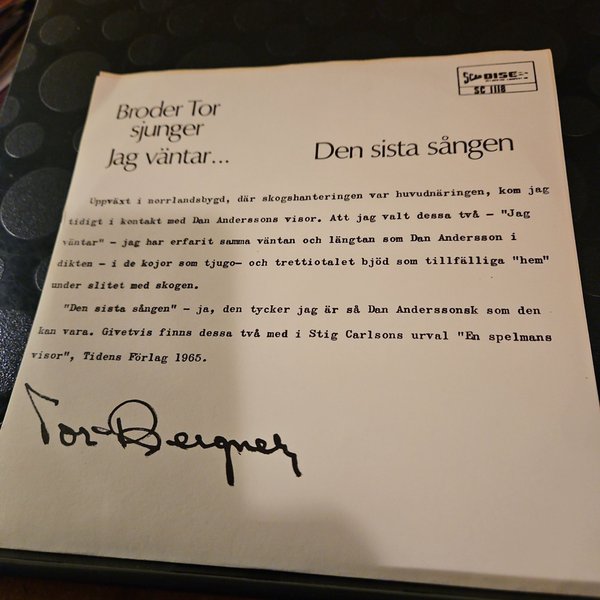 SCANDISC
SC 1118
Broder Tor
sjunger
Jag väntar...
Den sista sången
Uppväxt i norrlandsbygd, där skogshanteringen var huvudnäringen, kom jag
tidigt i kontakt med Dan Anderssons visor. Att jag valt dessa två – "Jag
väntar" – jag har erfarit samma väntan och längtan som Dan Andersson i
dikten – i de kojor som tjugo– och trettiotalet bjöd som tillfälliga "hem"
under slitet med skogen.
"Den sista sången" – ja, den tycker jag är så Dan Anderssonsk som den
kan vara. Givetvis finns dessa två med i Stig Carlsons urval "En spelmans
visor", Tidens Förlag 1965.
Tor Bergner